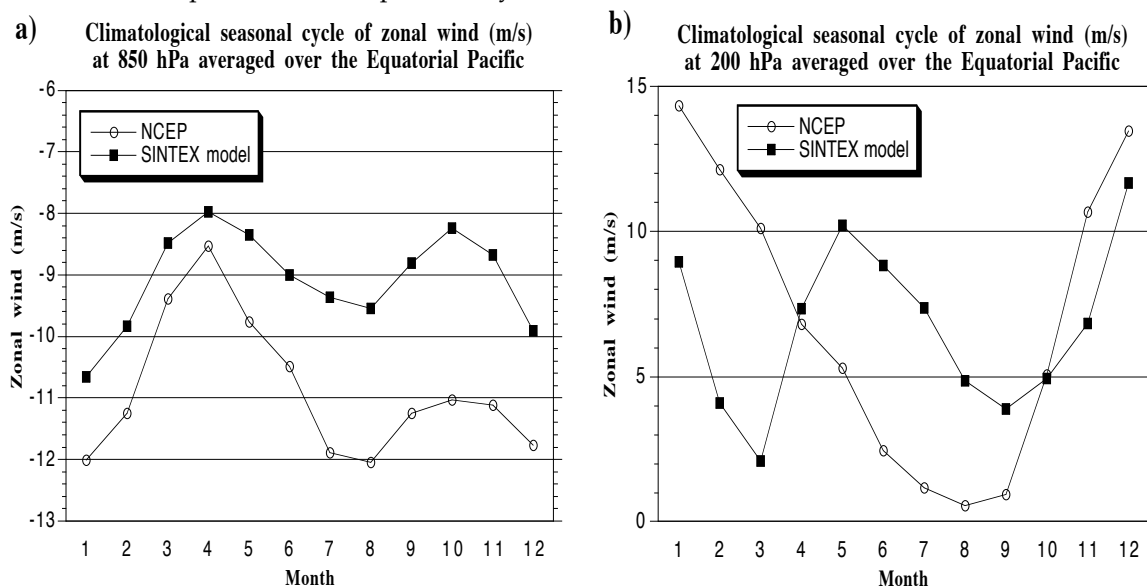 a)
Climatological seasonal cycle of zonal wind (m/s)
at 850 hPa averaged over the Equatorial Pacific
-6
-7
-8
-9
-10
-11
-12
-13
Zonal wind (m/s)
NCEP
SINTEX model
1 2 3 4 5 6 7 8 9 10 11 12
Month
b)
Climatological seasonal cycle of zonal wind (m/s)
at 200 hPa averaged over the Equatorial Pacific
15
10
5
0
Zonal wind (m/s)
NCEP
SINTEX model
1 2 3 4 5 6 7 8 9 10 11 12
Month